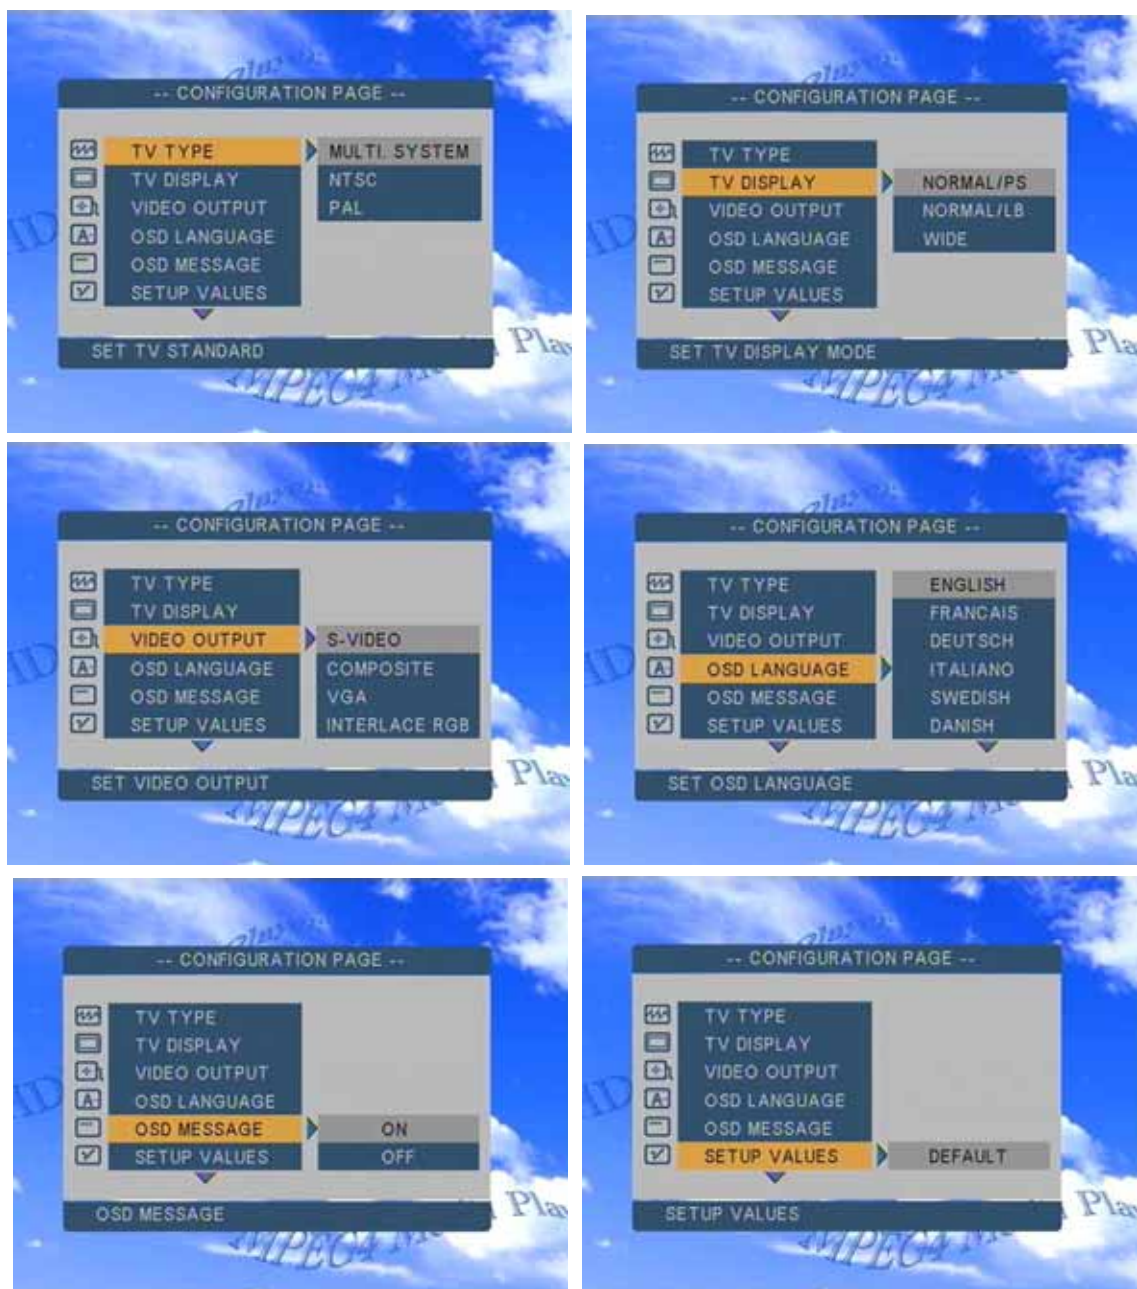 -- CONFIGURATION PAGE --
TV TYPE
TV DISPLAY
VIDEO OUTPUT
OSD LANGUAGE
OSD MESSAGE
SETUP VALUES
MULTI. SYSTEM
NTSC
PAL
SET TV STANDARD
MPEG4
-- CONFIGURATION PAGE --
TV TYPE
TV DISPLAY
VIDEO OUTPUT
OSD LANGUAGE
OSD MESSAGE
SETUP VALUES
NORMAL/PS
NORMAL/LB
WIDE
SET TV DISPLAY MODE
MPEG4
-- CONFIGURATION PAGE --
TV TYPE
TV DISPLAY
VIDEO OUTPUT
OSD LANGUAGE
OSD MESSAGE
SETUP VALUES
S-VIDEO
COMPOSITE
VGA
INTERLACE RGB
SET VIDEO OUTPUT
MPEG4
-- CONFIGURATION PAGE --
TV TYPE
TV DISPLAY
VIDEO OUTPUT
OSD LANGUAGE
OSD MESSAGE
SETUP VALUES
ENGLISH
FRANCAIS
DEUTSCH
ITALIANO
SWEDISH
DANISH
SET OSD LANGUAGE
MPEG4
-- CONFIGURATION PAGE --
TV TYPE
TV DISPLAY
VIDEO OUTPUT
OSD LANGUAGE
OSD MESSAGE
SETUP VALUES
ON
OFF
OSD MESSAGE
MPEG4
-- CONFIGURATION PAGE --
TV TYPE
TV DISPLAY
VIDEO OUTPUT
OSD LANGUAGE
OSD MESSAGE
SETUP VALUES
DEFAULT
SETUP VALUES
MPEG4